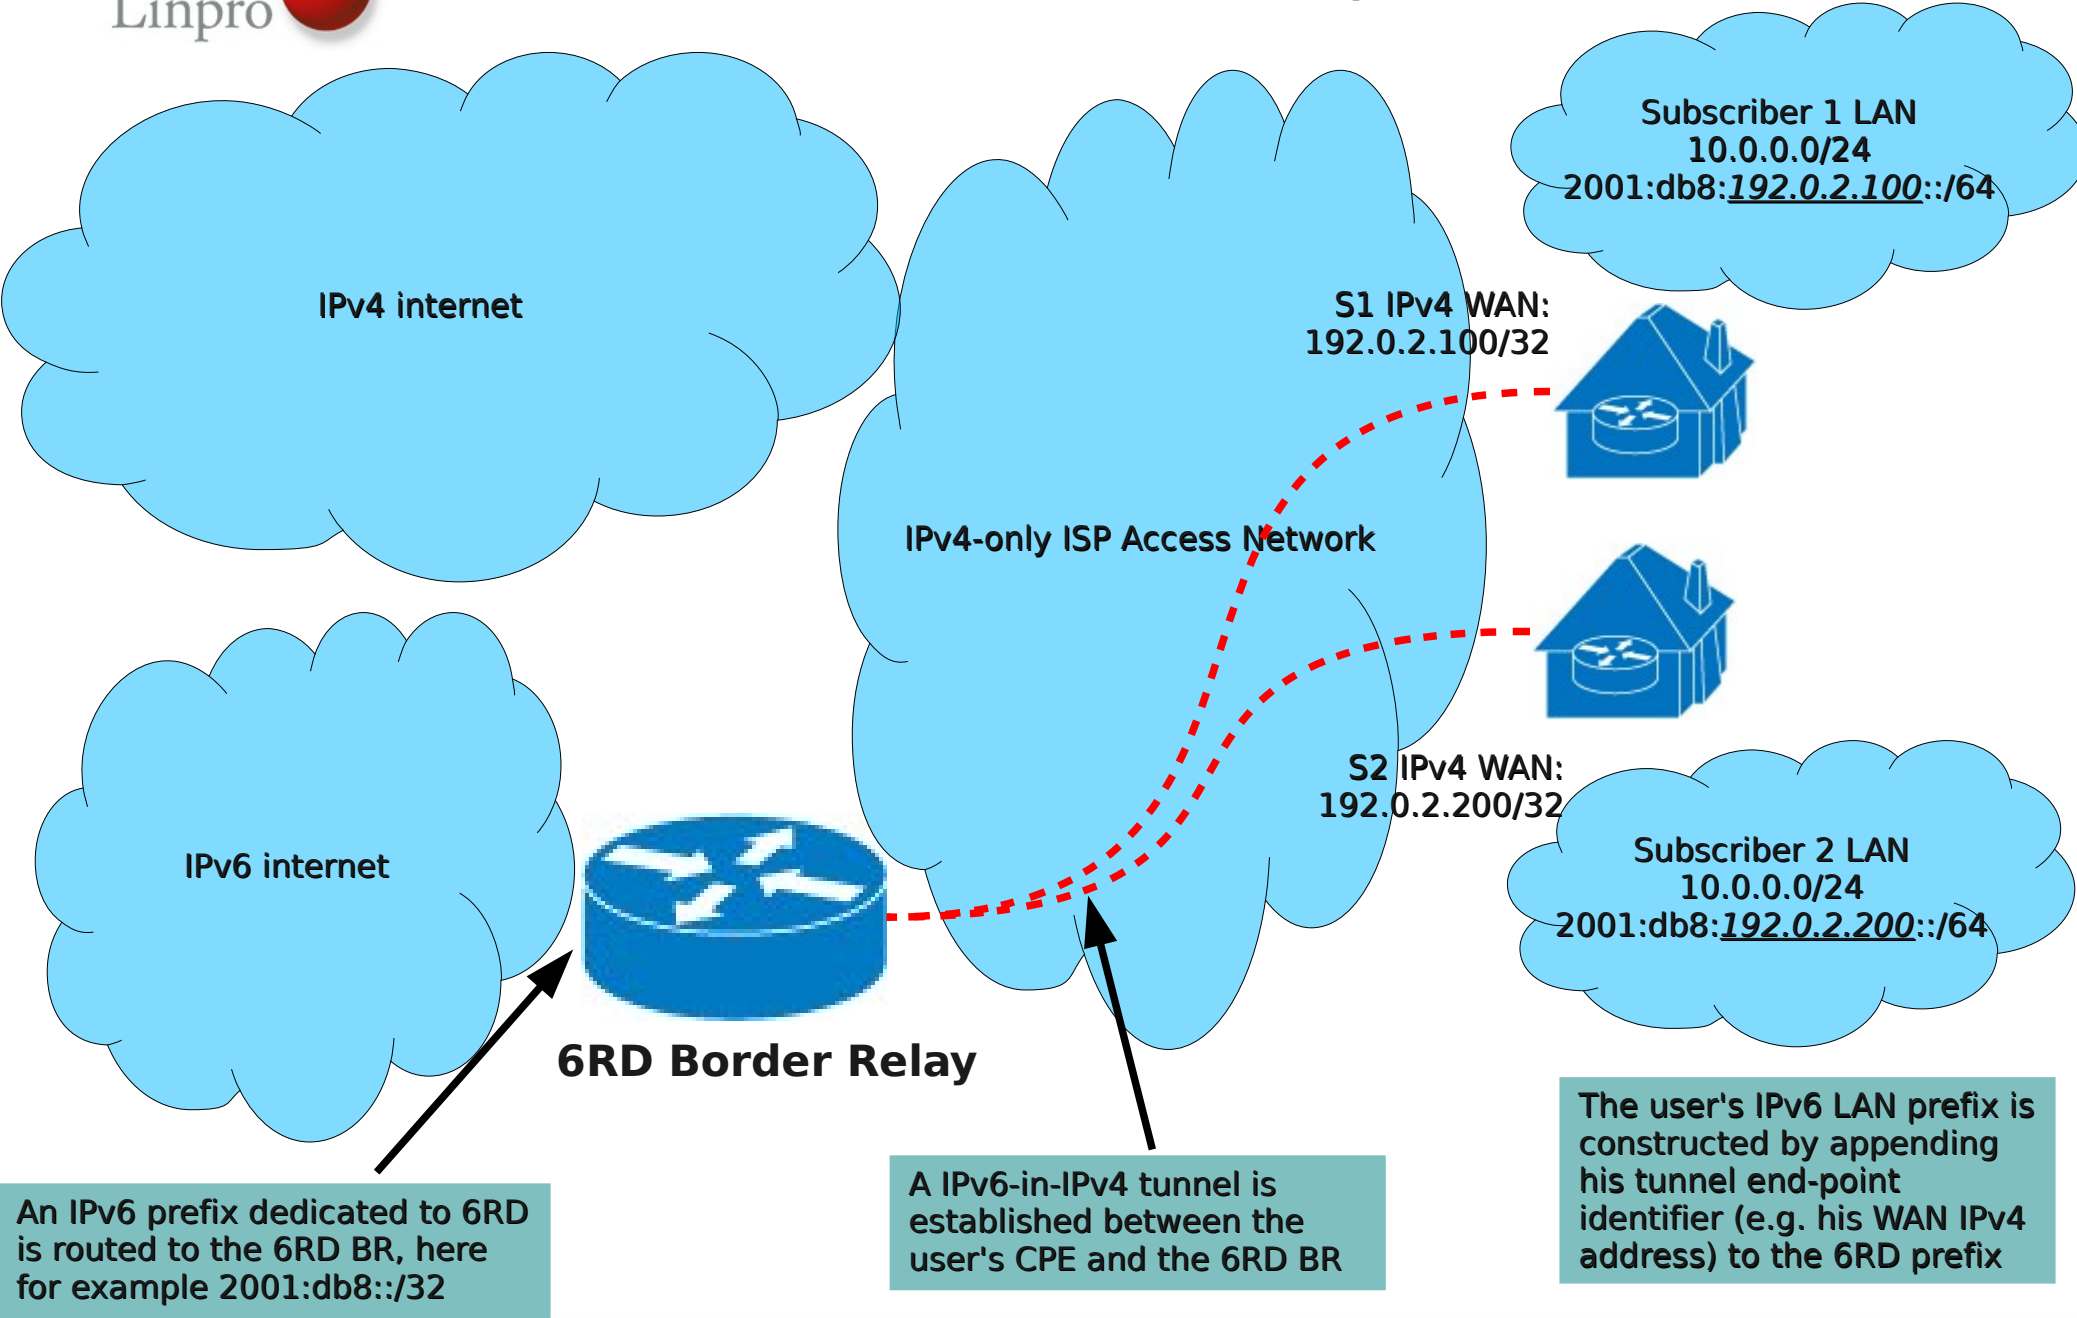 Linpro
Subscriber 1 LAN
10.0.0.0/24
2001:db8:192.0.2.100::/64
IPv4 internet
S1 IPv4 WAN:
192.0.2.100/32
IPv4-only ISP Access Network
S2 IPv4 WAN:
192.0.2.200/32
IPv6 internet
Subscriber 2 LAN
10.0.0.0/24
2001:db8:192.0.2.200::/64
6RD Border Relay
An IPv6 prefix dedicated to 6RD
is routed to the 6RD BR, here
for example 2001:db8::/32
A IPv6-in-IPv4 tunnel is
established between the
user's CPE and the 6RD BR
The user's IPv6 LAN prefix is
constructed by appending
his tunnel end-point
identifier (e.g. his WAN IPv4
address) to the 6RD prefix